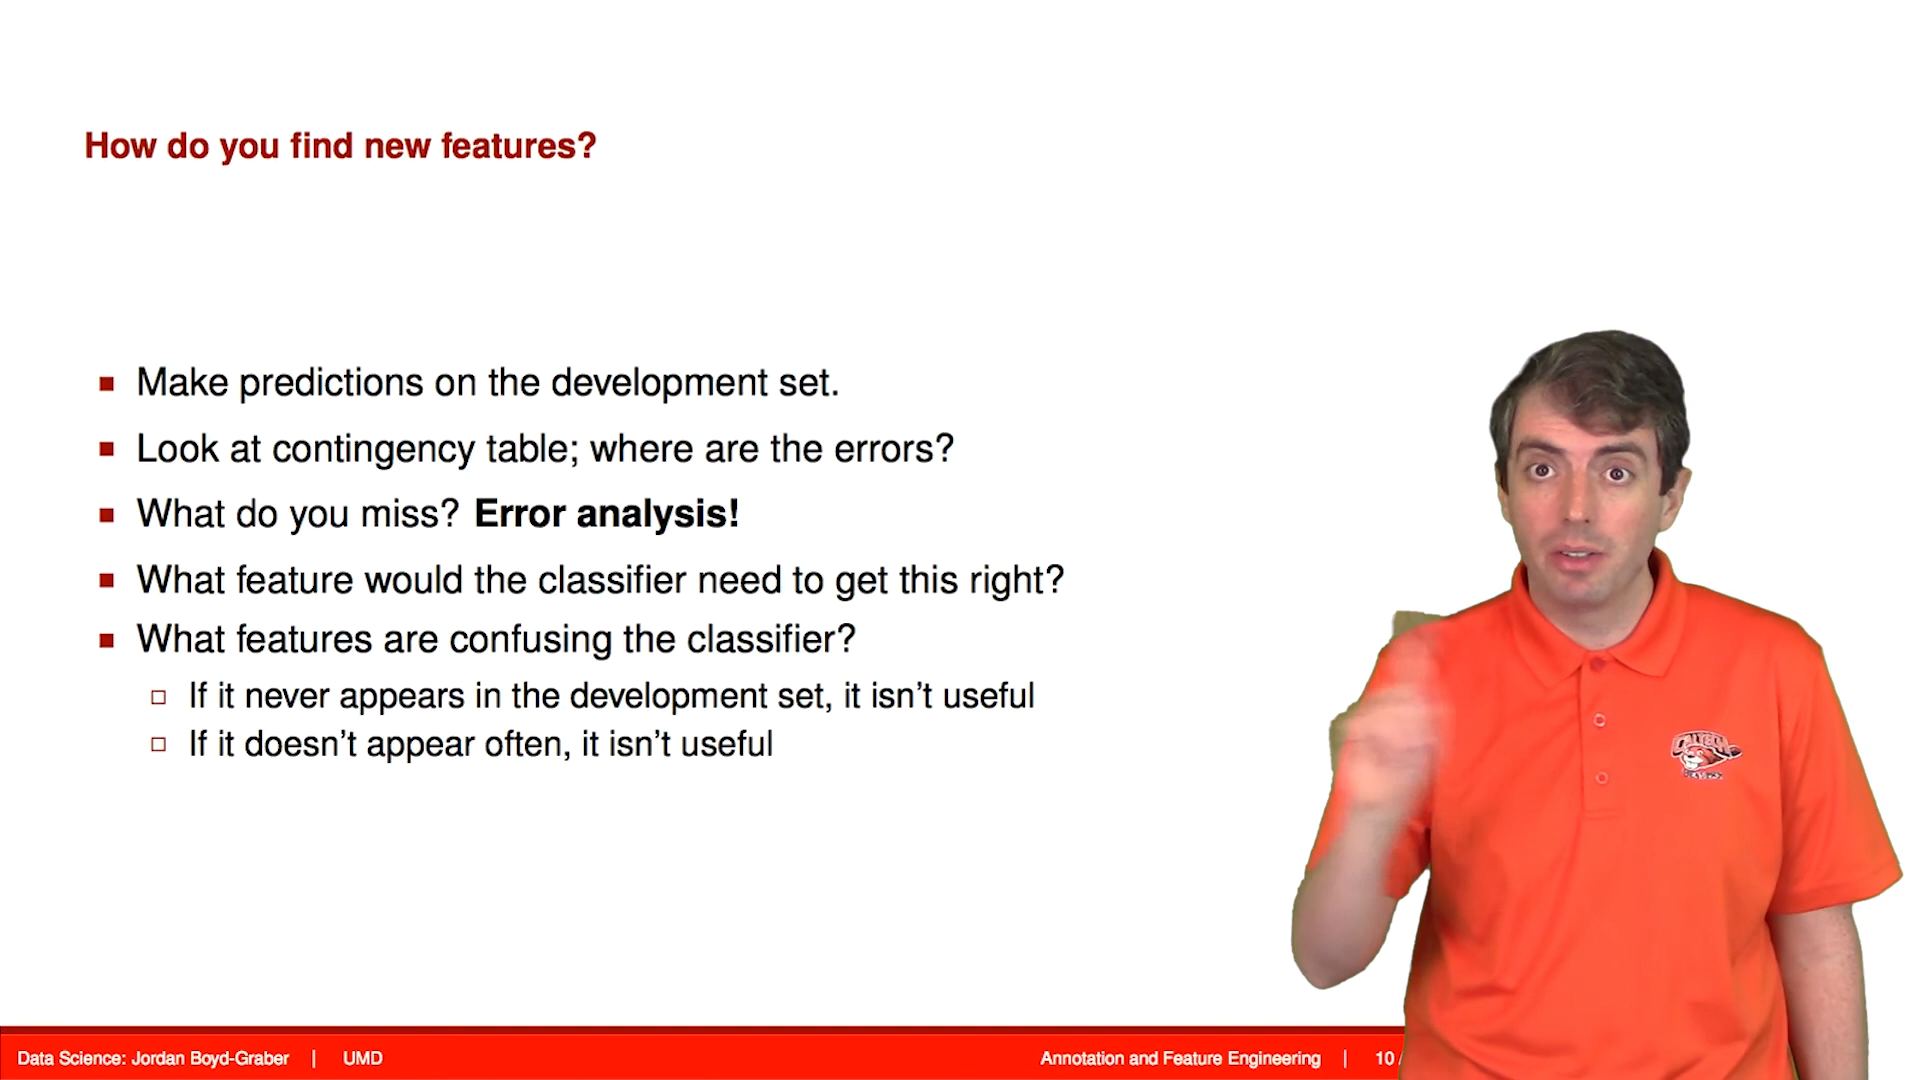 How do you find new features?
Make predictions on the development set.
Look at contingency table; where are the errors?
What do you miss? Error analysis!
What feature would the classifier need to get this right?
What features are confusing the classifier?
If it never appears in the development set, it isn't useful
If it doesn't appear often, it isn't useful
CALTECH
Data Science: Jordan Boyd-Graber | UMD
Annotation and Feature Engineering | 10 /